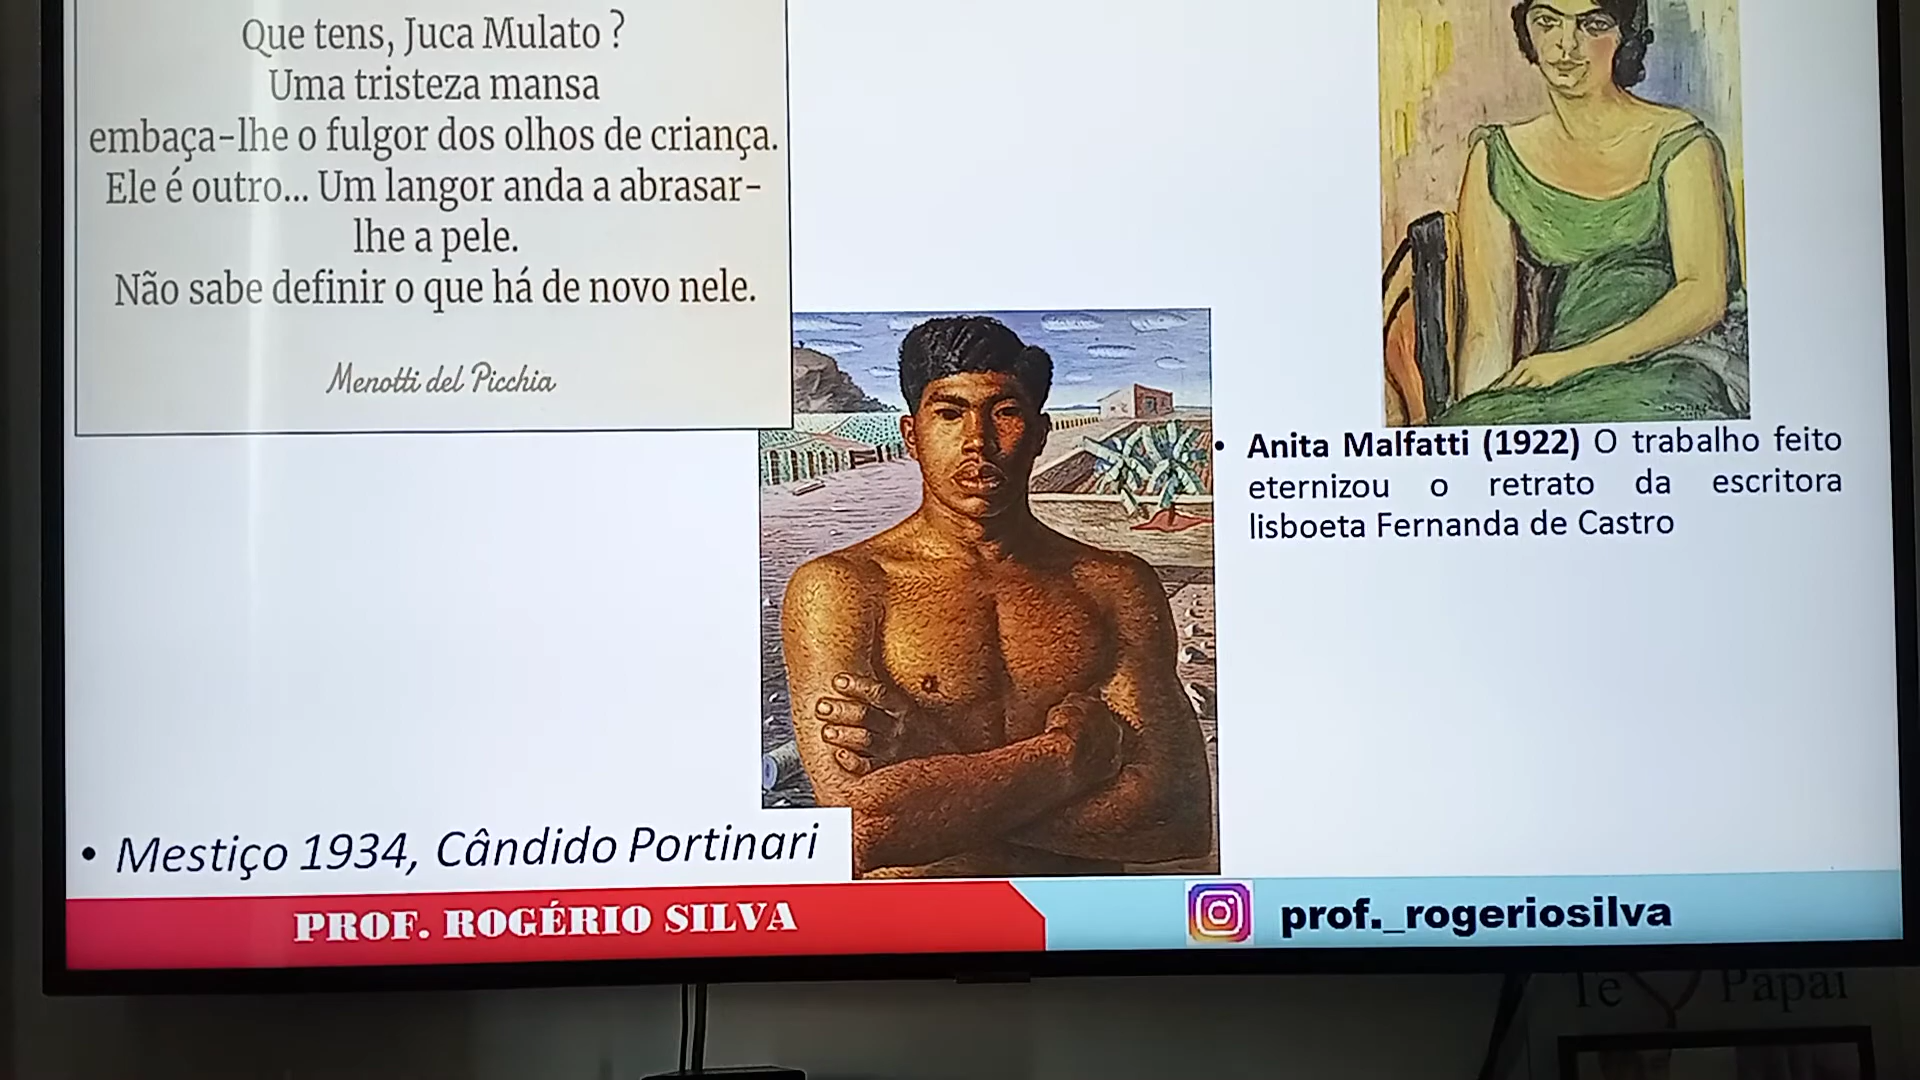 Que tens, Juca Mulato ?
Uma tristeza mansa
embaça-lhe o fulgor dos olhos de criança.
Ele é outro... Um langor anda a abrasar-
lhe a pele.
Não sabe definir o que há de novo nele.
Menotti del Picchia
• Anita Malfatti (1922) O trabalho feito
eternizou o retrato da escritora
lisboeta Fernanda de Castro
• Mestiço 1934, Cândido Portinari
PROF. ROGÉRIO SILVA
prof._rogeriosilva
Te Papai